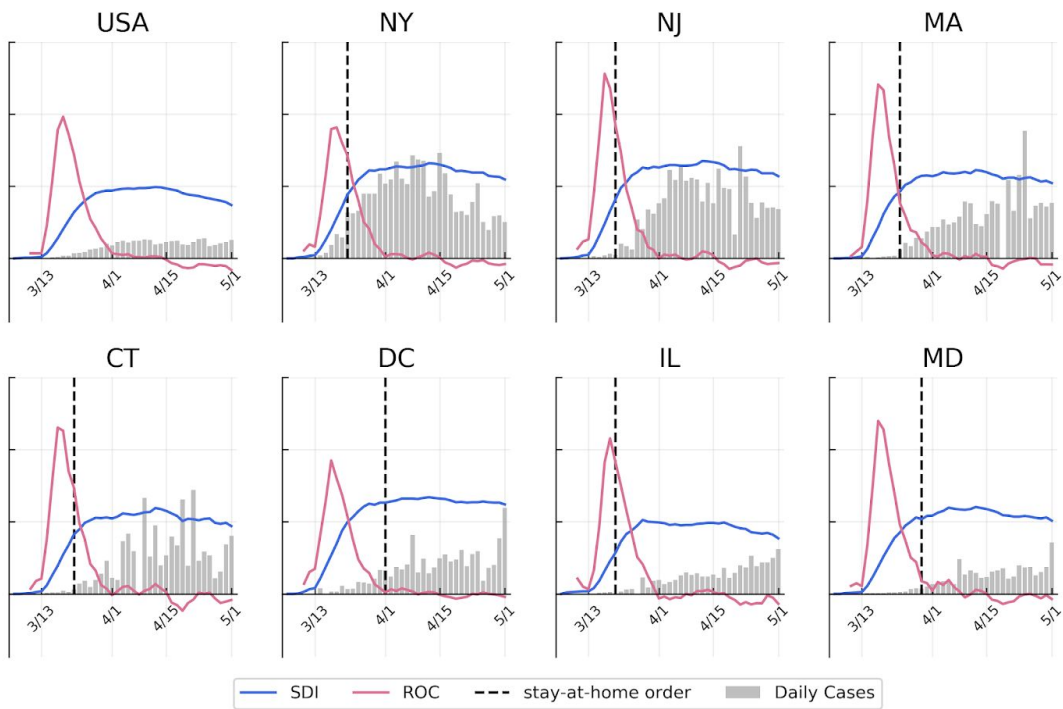 USA NY NJ MA
3/13 4/1 4/15 5/1 3/13 4/1 4/15 5/1 3/13 4/1 4/15 5/1 3/13 4/1 4/15 5/1
CT DC IL MD
3/13 4/1 4/15 5/1 3/13 4/1 4/15 5/1 3/13 4/1 4/15 5/1 3/13 4/1 4/15 5/1
SDI ROC stay-at-home order Daily Cases